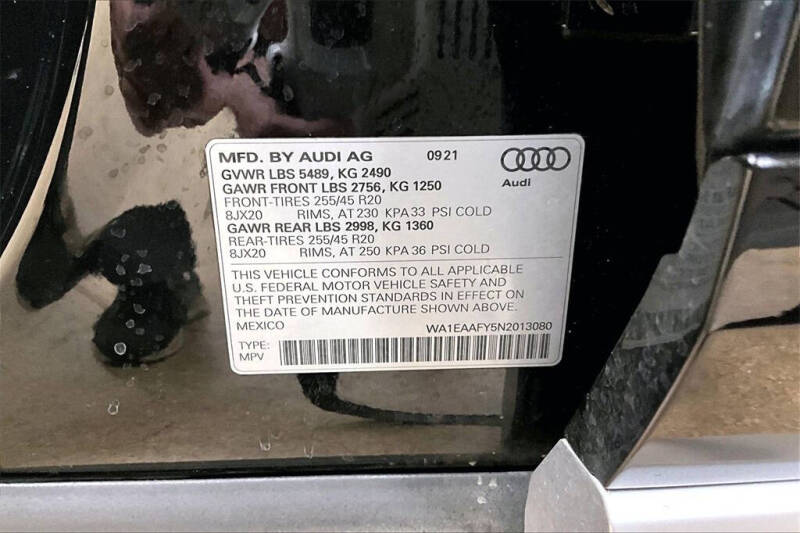 MFD. BY AUDI AG 09 21
GVWR LBS 5489, KG 2490
GAWR FRONT LBS 2756, KG 1250
FRONT-TIRES 255/45 R20
8JX20 RIMS, AT 230 KPA 33 PSI COLD
GAWR REAR LBS 2998, KG 1360
REAR-TIRES 255/45 R20
8JX20 RIMS, AT 250 KPA 36 PSI COLD
Audi
THIS VEHICLE CONFORMS TO ALL APPLICABLE
U.S. FEDERAL MOTOR VEHICLE SAFETY AND
THEFT PREVENTION STANDARDS IN EFFECT ON
THE DATE OF MANUFACTURE SHOWN ABOVE.
MEXICO WA1EAAFY5N2013080
TYPE:
MPV